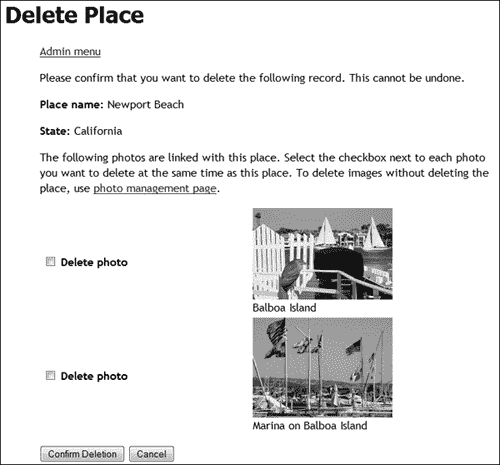 Delete Place
Admin menu
Please confirm that you want to delete the following record. This cannot be undone.
Place name: Newport Beach
State: California
The following photos are linked with this place. Select the checkbox next to each photo
you want to delete at the same time as this place. To delete images without deleting the
place, use photo management page.
Delete photo
Balboa Island
Delete photo
Marina on Balboa Island
Confirm Deletion Cancel